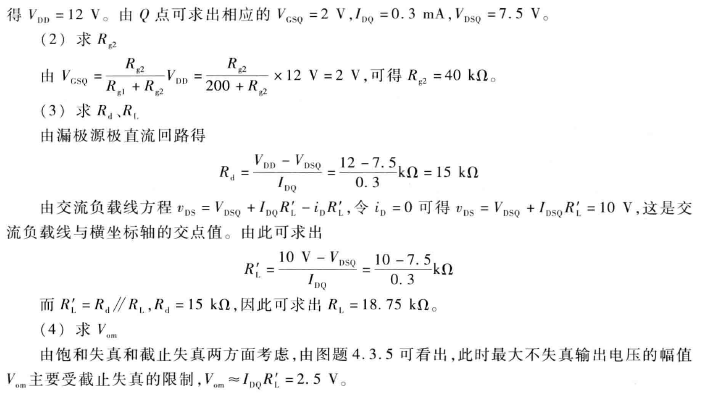 得 V_DD = 12 V。由 Q 点可求出相应的 V_GSQ = 2 V, I_DQ = 0.3 mA, V_DSQ = 7.5 V。
(2) 求 R_g2
由 V_GSQ = R_g2/(R_g1 + R_g2) V_DD = R_g2/(200 + R_g2) × 12 V = 2 V,可得 R_g2 = 40 kΩ。
(3) 求 R_d、R_L
由漏极源极直流回路得
R_d = (V_DD − V_DSQ)/I_DQ = (12 − 7.5)/0.3 kΩ = 15 kΩ
由交流负载线方程 v_DS = V_DSQ + I_DQ R′_L − i_D R′_L,令 i_D = 0 可得 v_DS = V_DSQ + I_DSQ R′_L = 10 V,这是交
流负载线与横坐标轴的交点值。由此可求出
R′_L = (10 V − V_DSQ)/I_DQ = (10 − 7.5)/0.3 kΩ
而 R′_L = R_d // R_L, R_d = 15 kΩ,因此可求出 R_L = 18.75 kΩ。
(4) 求 V_om
由饱和失真和截止失真两方面考虑,由图题 4.3.5 可看出,此时最大不失真输出电压的幅值
V_om 主要受截止失真的限制, V_om ≈ I_DQ R′_L = 2.5 V。